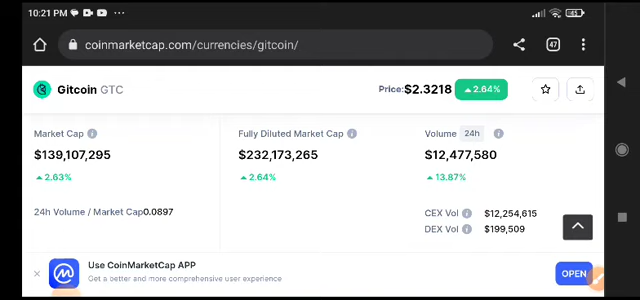 10:21 PM
coinmarketcap.com/currencies/gitcoin/
47
Gitcoin GTC
Price:$2.3218 2.64%
Market Cap
$139,107,295
2.63%
24h Volume / Market Cap0.0897
Fully Diluted Market Cap
$232,173,265
2.64%
Volume 24h
$12,477,580
13.87%
CEX Vol $12,254,615
DEX Vol $199,509
Use CoinMarketCap APP
Get a better and more comprehensive user experience
OPEN